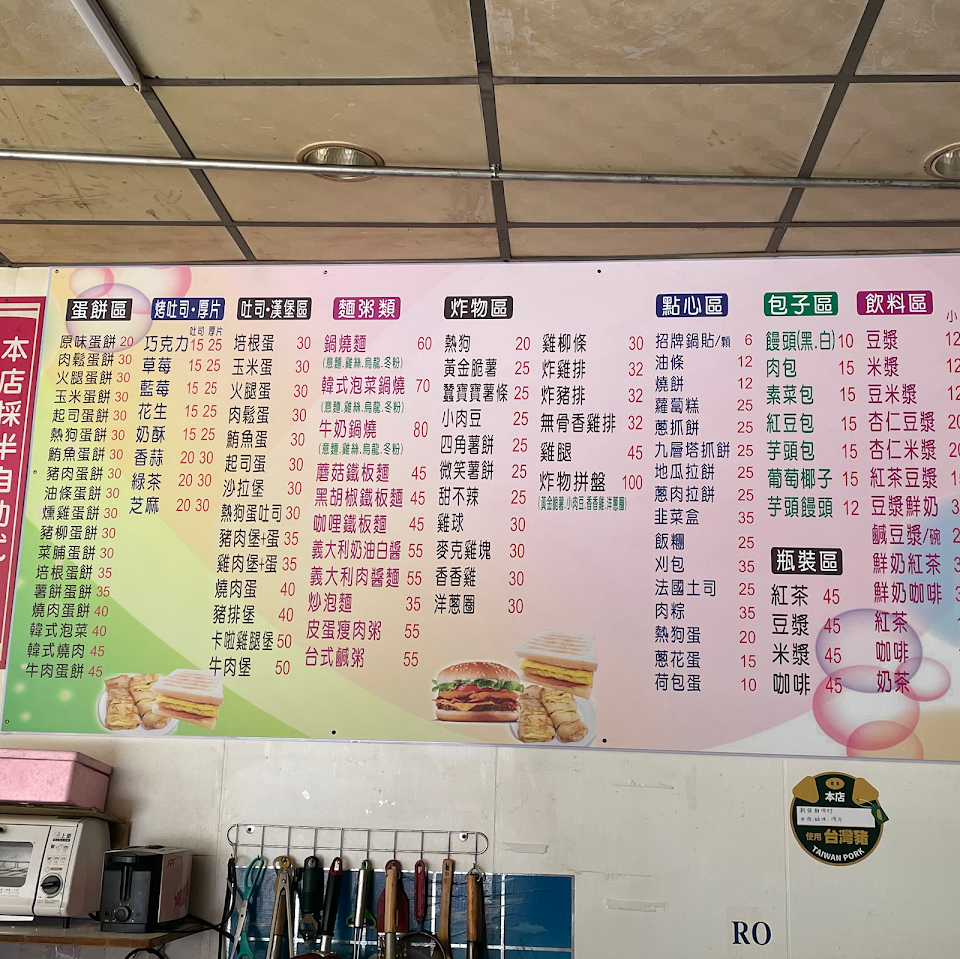 本店採半自助式
蛋餅區
原味蛋餅 20
肉鬆蛋餅 30
火腿蛋餅 30
玉米蛋餅 30
起司蛋餅 30
熱狗蛋餅 30
鮪魚蛋餅 30
豬肉蛋餅 30
油條蛋餅 30
燻雞蛋餅 30
豬柳蛋餅 30
菜脯蛋餅 30
培根蛋餅 35
薯餅蛋餅 35
燒肉蛋餅 40
韓式泡菜 40
韓式燒肉 45
牛肉蛋餅 45
烤吐司·厚片
吐司 厚片
巧克力 15 25
草莓 15 25
藍莓 15 25
花生 15 25
奶酥 15 25
香蒜 20 30
綠茶 20 30
芝麻 20 30
吐司·漢堡區
培根蛋 30
玉米蛋 30
火腿蛋 30
肉鬆蛋 30
鮪魚蛋 30
起司蛋 30
沙拉堡 30
熱狗蛋吐司 30
豬肉堡+蛋 35
雞肉堡+蛋 35
燒肉蛋 40
豬排堡 40
卡啦雞腿堡 50
牛肉堡 50
麵粥類
鍋燒麵 60
(意麵.雞絲.烏龍.冬粉)
韓式泡菜鍋燒 70
(意麵.雞絲.烏龍.冬粉)
牛奶鍋燒 80
(意麵.雞絲.烏龍.冬粉)
蘑菇鐵板麵 45
黑胡椒鐵板麵 45
咖哩鐵板麵 45
義大利奶油白醬 55
義大利肉醬麵 55
炒泡麵 35
皮蛋瘦肉粥 55
台式鹹粥 55
炸物區
熱狗 20
黃金脆薯 25
蠶寶寶薯條 25
小肉豆 25
四角薯餅 25
微笑薯餅 25
甜不辣 25
雞球 30
麥克雞塊 30
香香雞 30
洋蔥圈 30
雞柳條 30
炸雞排 32
炸豬排 32
無骨香雞排 32
雞腿 45
炸物拼盤 100
(黃金脆薯.小肉豆.香香雞.洋蔥圈)
點心區
招牌鍋貼/顆 6
油條 12
燒餅 12
蘿蔔糕 25
蔥抓餅 25
九層塔抓餅 25
地瓜拉餅 25
蔥肉拉餅 25
韭菜盒 35
飯糰 25
刈包 35
法國土司 25
肉粽 35
熱狗蛋 20
蔥花蛋 15
荷包蛋 10
包子區
饅頭(黑.白) 10
肉包 15
素菜包 15
紅豆包 15
芋頭包 15
葡萄椰子 15
芋頭饅頭 12
瓶裝區
紅茶 45
豆漿 45
米漿 45
咖啡 45
飲料區
小
豆漿
米漿
豆米漿
杏仁豆漿
杏仁米漿
紅茶豆漿
豆漿鮮奶
鹹豆漿/碗
鮮奶紅茶
鮮奶咖啡
紅茶
咖啡
奶茶
本店
使用 台灣豬
TAIWAN PORK
RO